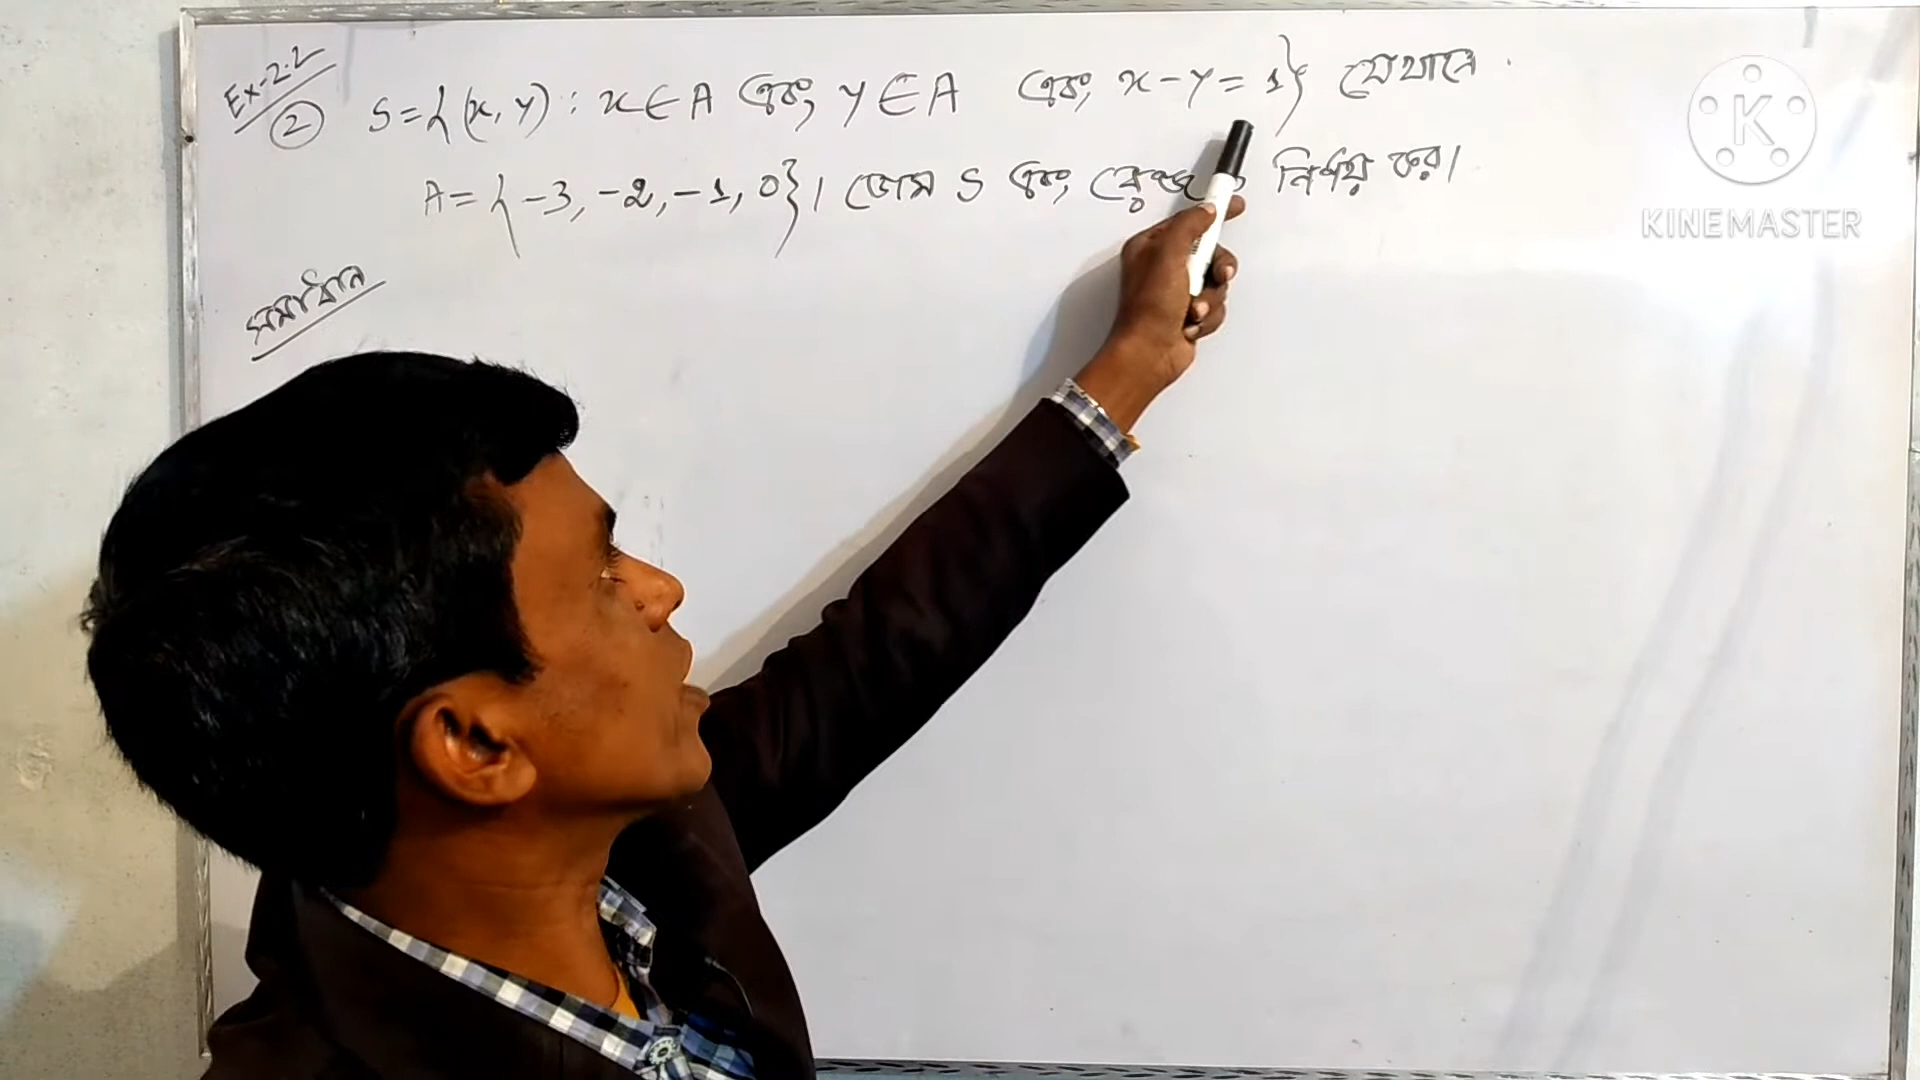 Ex-2.2
② S={(x, y) : x∈A এবং y∈A এবং x-y=1} যেখানে
A={-3, -2, -1, 0}। ডোম S এবং রেঞ্জ নির্ণয় কর।
সমাধান
K
KINEMASTER